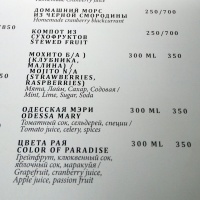 ДОМАШНИЙ МОРС 250/700
ИЗ ЧЕРНОЙ СМОРОДИНЫ
Homemade cranberry blackcurrant
/850
КОМПОТ ИЗ 250/700
СУХОФРУКТОВ
STEWED FRUIT
МОХИТО Б/А ) 300 ML 350
(КЛУБНИКА,
МАЛИНА) /
MOJITO N/A
(STRAWBERRIES,
RASPBERRIES)
Мята, Лайм, Сахар, Содовая /
Mint, Lime, Sugar, Soda
ОДЕССКАЯ МЭРИ 300 ML 350
ODESSA MARY
Томатный сок, сельдерей, специи /
Tomato juice, celery, spices
ЦВЕТА РАЯ 300 ML 350
COLOR OF PARADISE
Грейпфрут, клюквенный сок,
яблочный сок, маракуйя /
Grapefruit, cranberry juice,
Apple juice, passion fruit